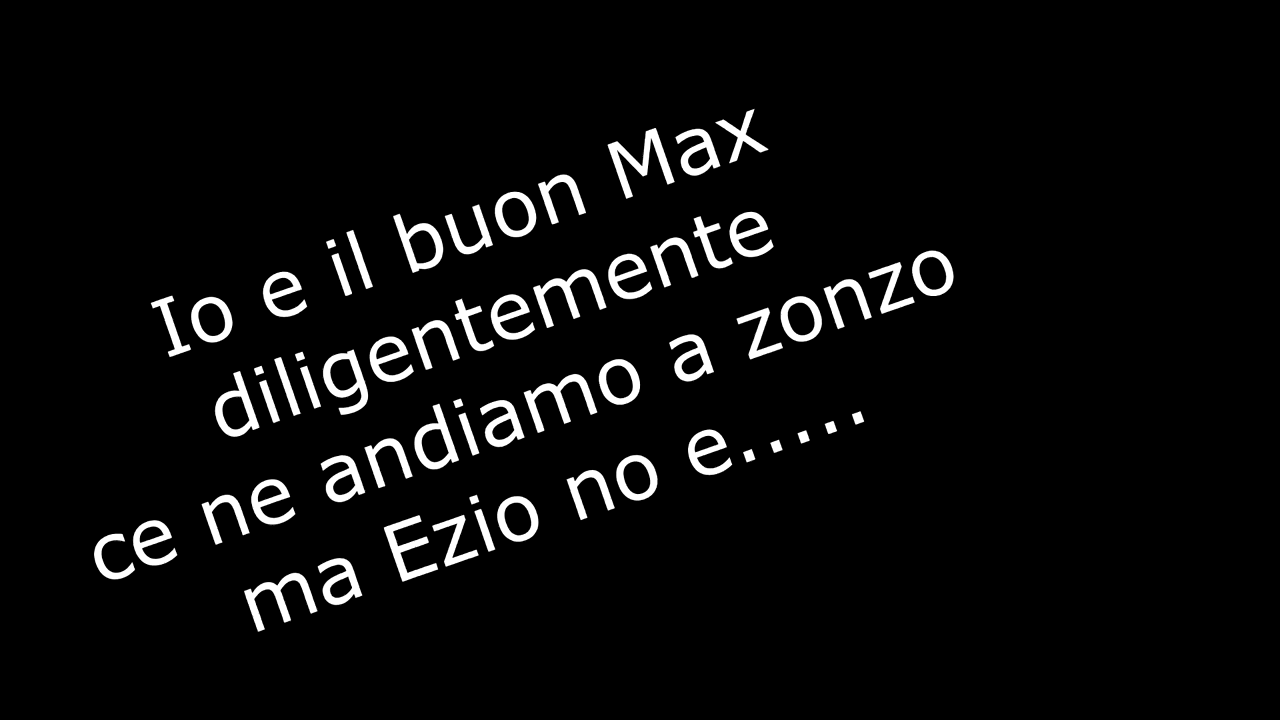 Io e il buon Max
diligentemente
ce ne andiamo a zonzo
ma Ezio no e.....